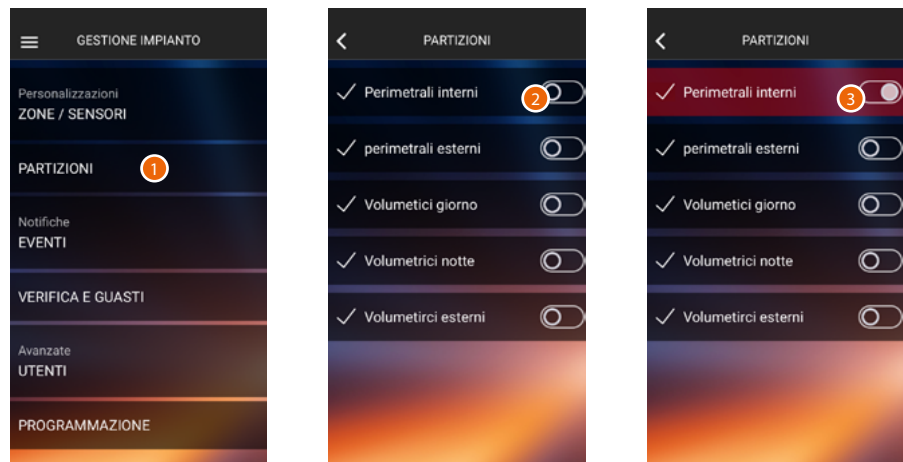 GESTIONE IMPIANTO
Personalizzazioni
ZONE / SENSORI
PARTIZIONI
1
Notifiche
EVENTI
VERIFICA E GUASTI
Avanzate
UTENTI
PROGRAMMAZIONE
PARTIZIONI
Perimetrali interni
2
perimetrali esterni
Volumetici giorno
Volumetrici notte
Volumetirci esterni
PARTIZIONI
Perimetrali interni
3
perimetrali esterni
Volumetici giorno
Volumetrici notte
Volumetirci esterni